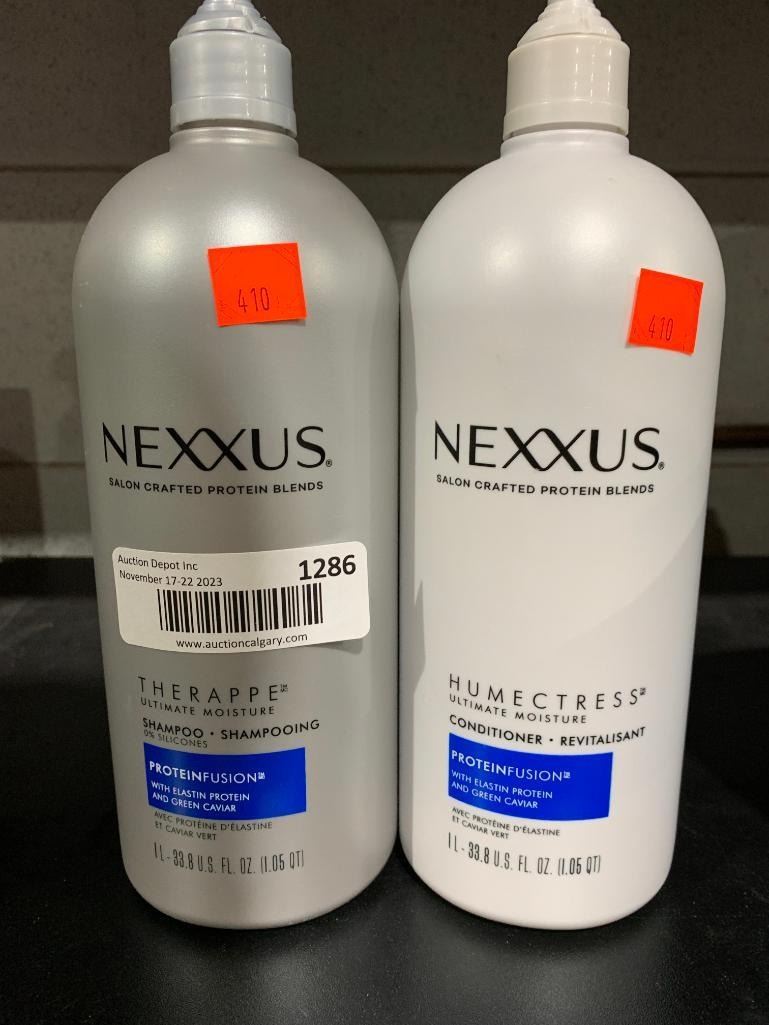 410
NEXXUS®
SALON CRAFTED PROTEIN BLENDS
Auction Depot Inc
November 17-22 2023
1286
www.auctioncalgary.com
THERAPPE
ULTIMATE MOISTURE
SHAMPOO • SHAMPOOING
0% SILICONES
PROTEINFUSION
WITH ELASTIN PROTEIN
AND GREEN CAVIAR
AVEC PROTÉINE D'ÉLASTINE
ET CAVIAR VERT
1 L - 33.8 U.S. FL. OZ. (1.05 QT)
410
NEXXUS®
SALON CRAFTED PROTEIN BLENDS
HUMECTRESS
ULTIMATE MOISTURE
CONDITIONER • REVITALISANT
PROTEINFUSION
WITH ELASTIN PROTEIN
AND GREEN CAVIAR
AVEC PROTÉINE D'ÉLASTINE
ET CAVIAR VERT
1 L - 33.8 U.S. FL. OZ. (1.05 QT)